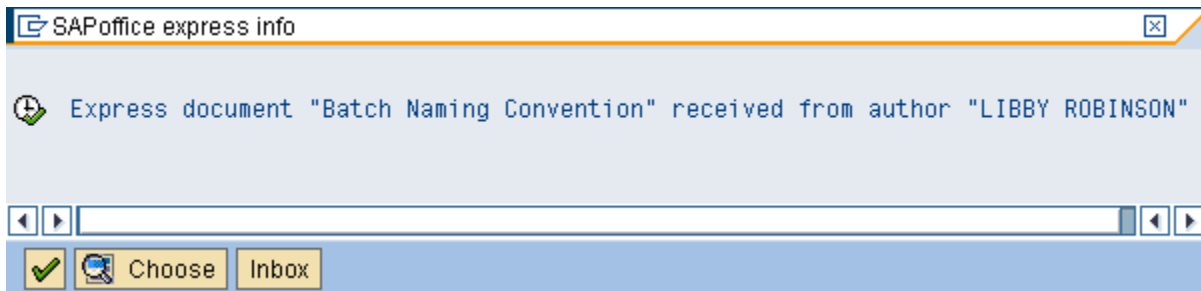 SAPoffice express info
Express document "Batch Naming Convention" received from author "LIBBY ROBINSON"
Choose
Inbox